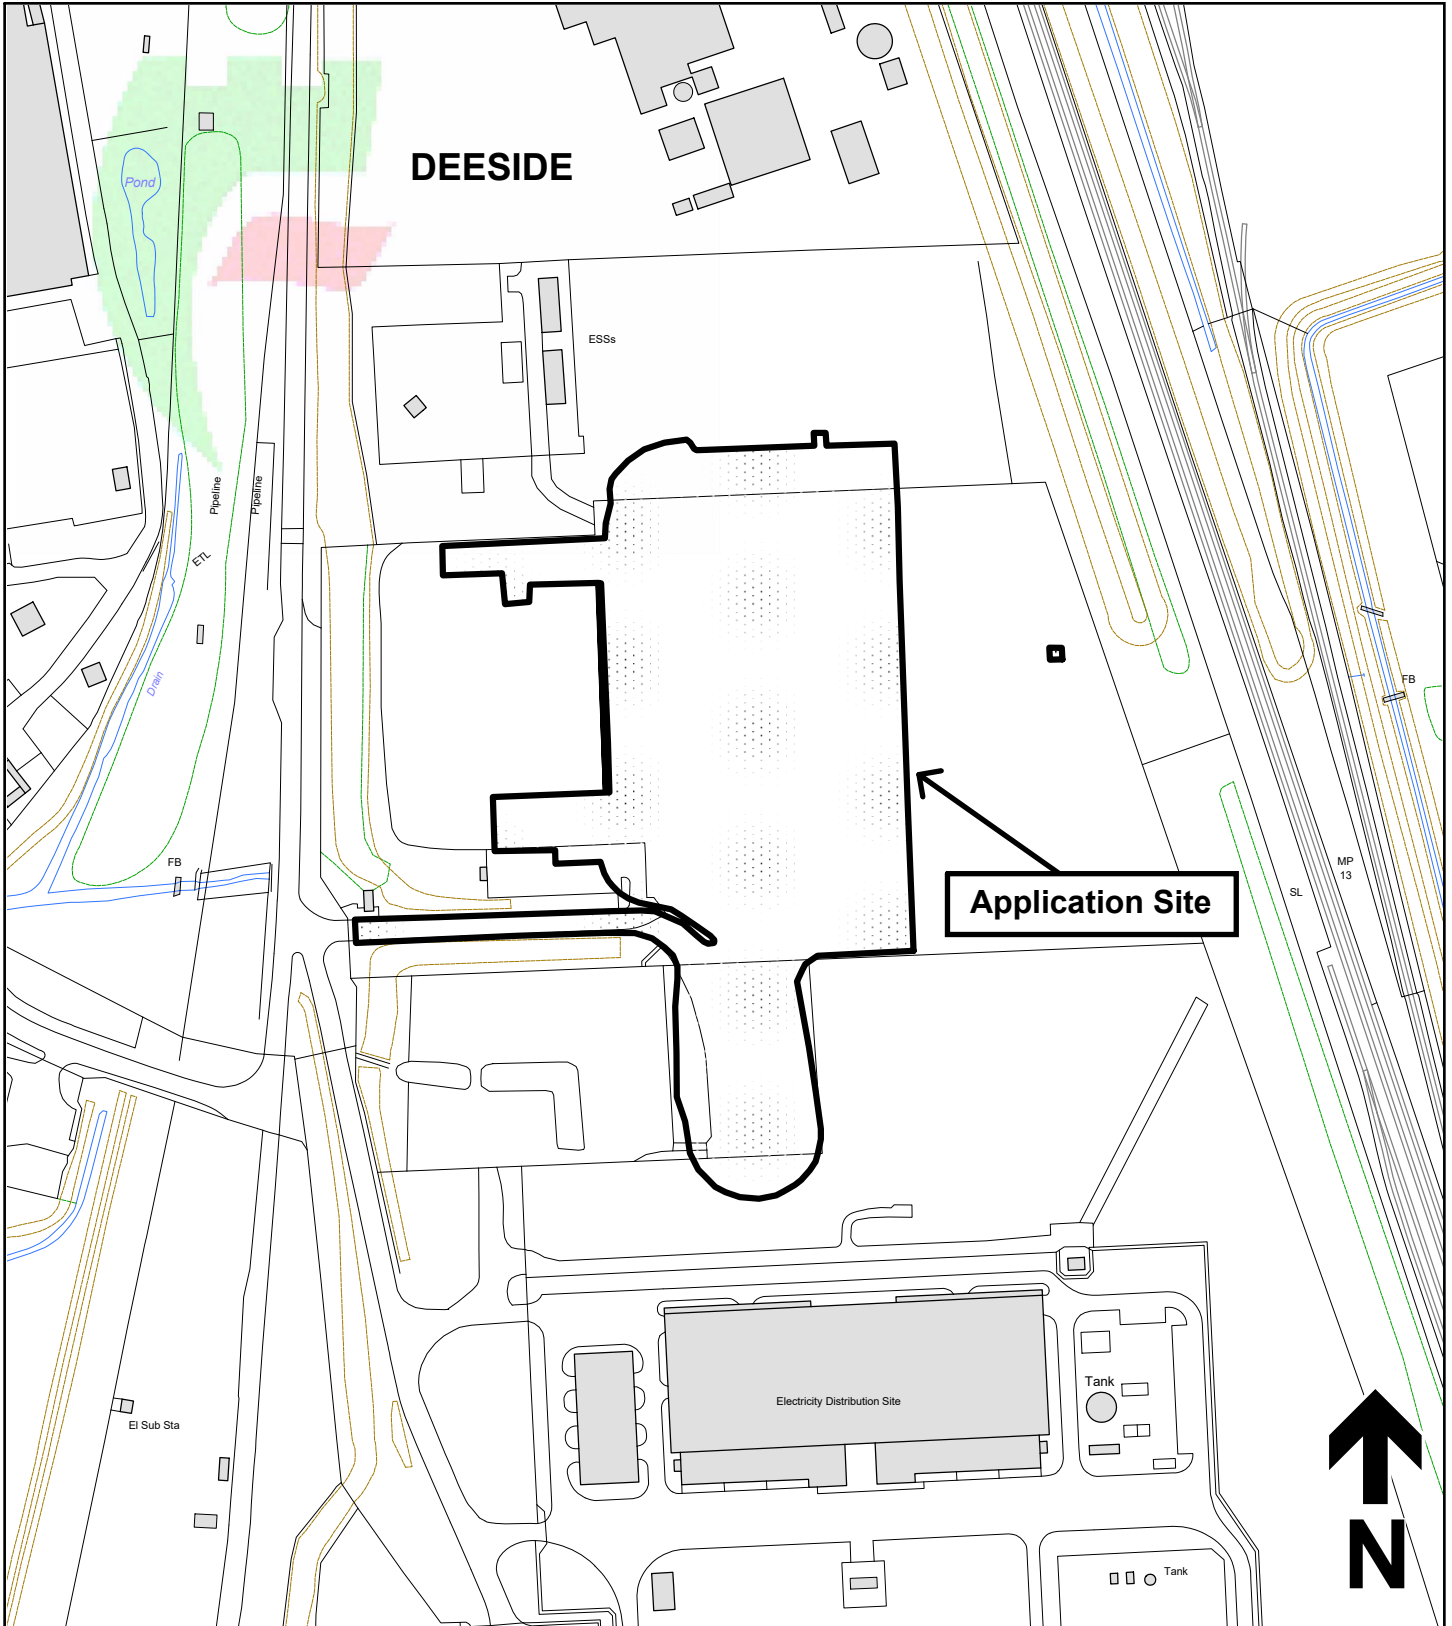 DEESIDE
Pond
ESSs
Pipeline
Pipeline
ETL
Drain
FB
FB
MP
13
SL
Application Site
Electricity Distribution Site
Tank
El Sub Sta
Tank
N